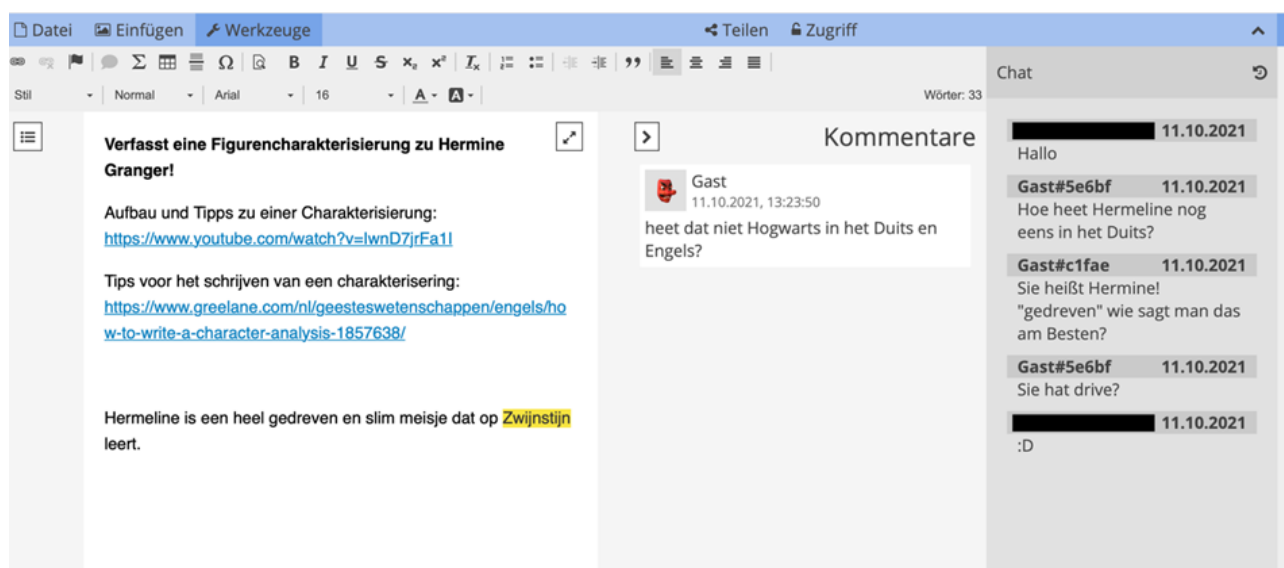 Datei Einfügen Werkzeuge Teilen Zugriff
Σ Ω B I U S x₂ x² Iₓ
Stil Normal Arial 16 A A Wörter: 33
Verfasst eine Figurencharakterisierung zu Hermine
Granger!
Aufbau und Tipps zu einer Charakterisierung:
https://www.youtube.com/watch?v=IwnD7jrFa1I
Tips voor het schrijven van een charakterisering:
https://www.greelane.com/nl/geesteswetenschappen/engels/ho
w-to-write-a-character-analysis-1857638/
Hermeline is een heel gedreven en slim meisje dat op Zwijnstijn
leert.
Kommentare
Gast
11.10.2021, 13:23:50
heet dat niet Hogwarts in het Duits en
Engels?
Chat
11.10.2021
Hallo
Gast#5e6bf 11.10.2021
Hoe heet Hermeline nog
eens in het Duits?
Gast#c1fae 11.10.2021
Sie heißt Hermine!
"gedreven" wie sagt man das
am Besten?
Gast#5e6bf 11.10.2021
Sie hat drive?
11.10.2021
:D